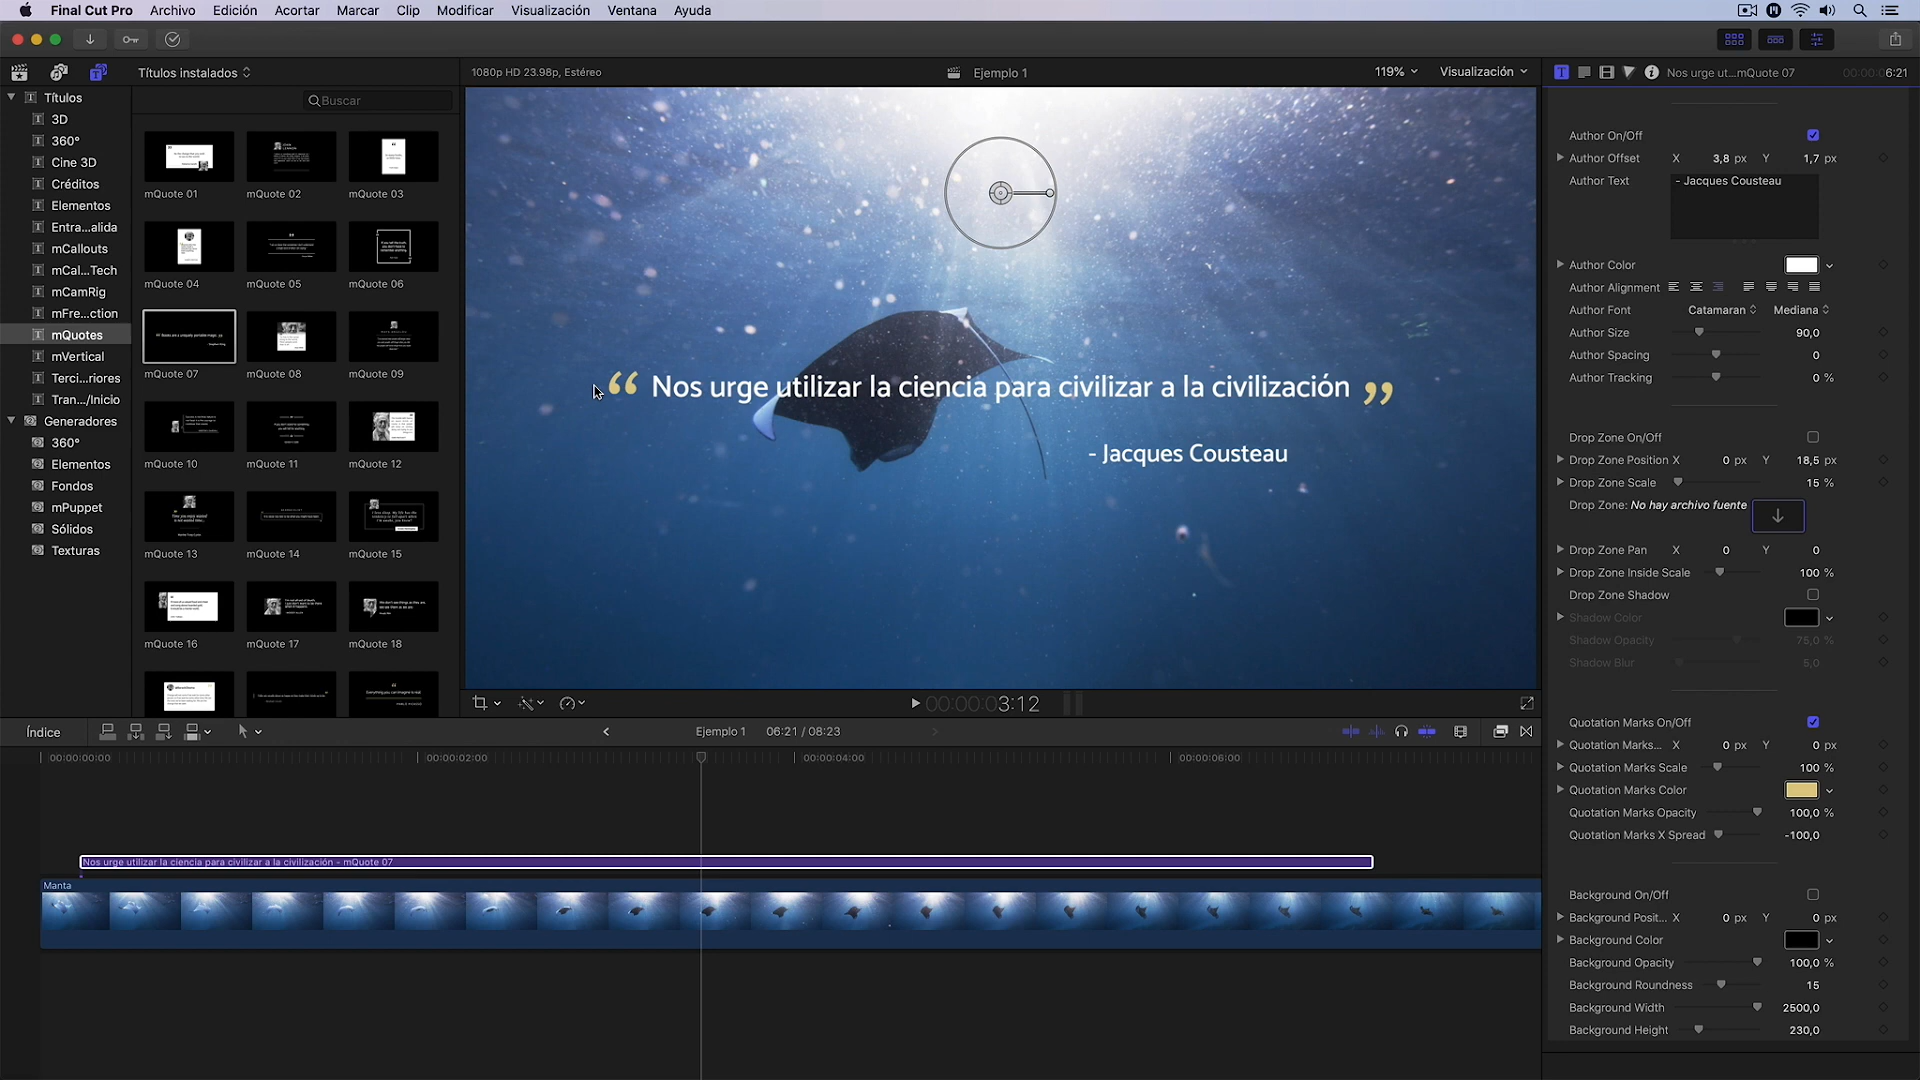 Final Cut Pro Archivo Edición Acortar Marcar Clip Modificar Visualización Ventana Ayuda
Títulos instalados
1080p HD 23.98p, Estéreo
Ejemplo 1
119%
Visualización
Nos urge ut...mQuote 07
00:00:06:21
Títulos
3D
360°
Cine 3D
Créditos
Elementos
Entra...alida
mCallouts
mCal...Tech
mCamRig
mFre...ction
mQuotes
mVertical
Terci...riores
Tran.../Inicio
Generadores
360°
Elementos
Fondos
mPuppet
Sólidos
Texturas
Buscar
mQuote 01 mQuote 02 mQuote 03
mQuote 04 mQuote 05 mQuote 06
mQuote 07 mQuote 08 mQuote 09
mQuote 10 mQuote 11 mQuote 12
mQuote 13 mQuote 14 mQuote 15
mQuote 16 mQuote 17 mQuote 18
“ Nos urge utilizar la ciencia para civilizar a la civilización ”
- Jacques Cousteau
00:00:03:12
Author On/Off
Author Offset X 3,8 px Y 1,7 px
Author Text - Jacques Cousteau
Author Color
Author Alignment
Author Font Catamaran Mediana
Author Size 90,0
Author Spacing 0
Author Tracking 0 %
Drop Zone On/Off
Drop Zone Position X 0 px Y 18,5 px
Drop Zone Scale 15 %
Drop Zone: No hay archivo fuente
Drop Zone Pan X 0 Y 0
Drop Zone Inside Scale 100 %
Drop Zone Shadow
Shadow Color
Shadow Opacity 75,0 %
Shadow Blur 5,0
Quotation Marks On/Off
Quotation Marks... X 0 px Y 0 px
Quotation Marks Scale 100 %
Quotation Marks Color
Quotation Marks Opacity 100,0 %
Quotation Marks X Spread -100,0
Background On/Off
Background Posit... X 0 px Y 0 px
Background Color
Background Opacity 100,0 %
Background Roundness 15
Background Width 2500,0
Background Height 230,0
Índice
Ejemplo 1 06:21 / 08:23
00:00:00:00 00:00:02:00 00:00:04:00 00:00:06:00
Nos urge utilizar la ciencia para civilizar a la civilización - mQuote 07
Manta